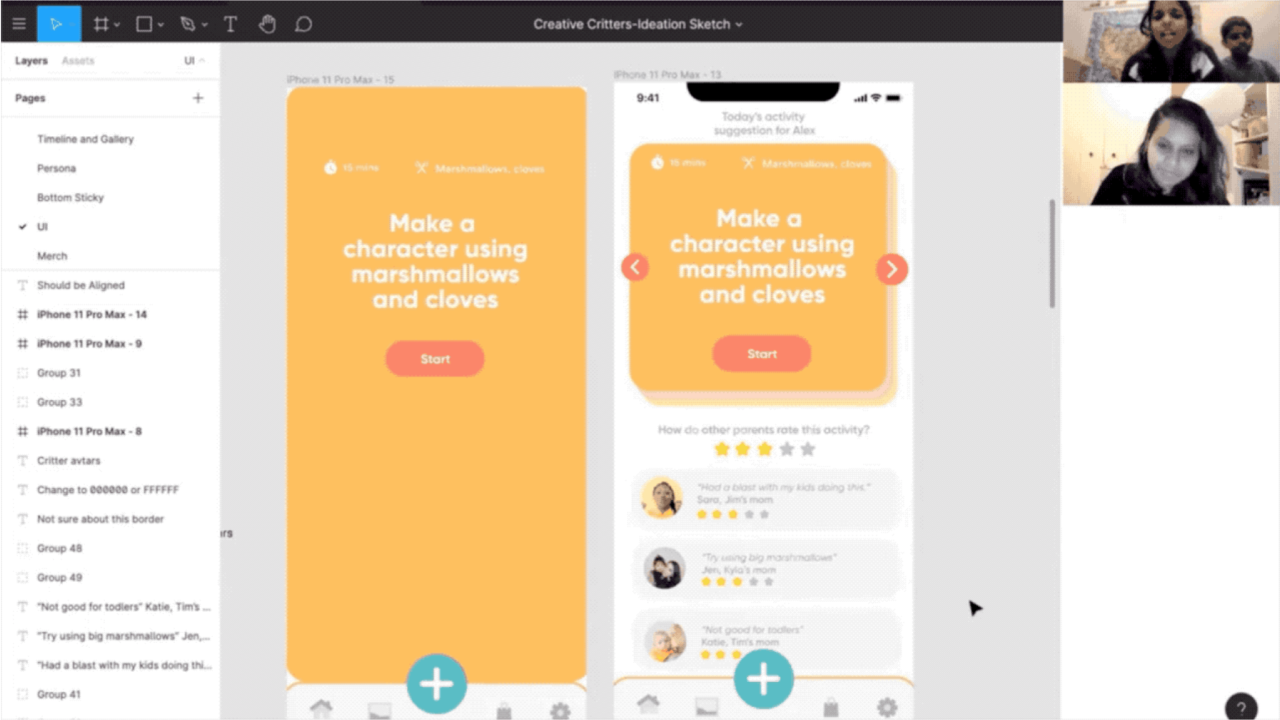 Creative Critters-Ideation Sketch
Layers
Assets
UI
Pages
Timeline and Gallery
Persona
Bottom Sticky
UI
Merch
Should be Aligned
iPhone 11 Pro Max - 14
iPhone 11 Pro Max - 9
Group 31
Group 33
iPhone 11 Pro Max - 8
Critter avtars
Change to 000000 or FFFFFF
Not sure about this border
Group 48
Group 49
"Not good for todlers" Katie, Tim's ...
"Try using big marshmallows" Jen,...
"Had a blast with my kids doing thi...
Group 41
rs
iPhone 11 Pro Max - 15
15 mins
Marshmallows, cloves
Make a
character using
marshmallows
and cloves
Start
iPhone 11 Pro Max - 13
9:41
Today's activity
suggestion for Alex
15 mins
Marshmallows, cloves
Make a
character using
marshmallows
and cloves
Start
How do other parents rate this activity?
"Had a blast with my kids doing this."
Sara, Jim's mom
"Try using big marshmallows"
Jen, Kyla's mom
"Not good for todlers"
Katie, Tim's mom
?